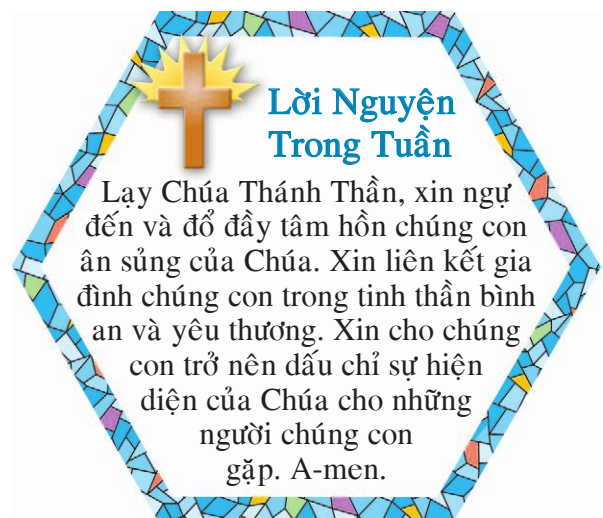 Lời Nguyện
Trong Tuần
Lạy Chúa Thánh Thần, xin ngự
đến và đổ đầy tâm hồn chúng con
ân sủng của Chúa. Xin liên kết gia
đình chúng con trong tinh thần bình
an và yêu thương. Xin cho chúng
con trở nên dấu chỉ sự hiện
diện của Chúa cho những
người chúng con
gặp. A-men.